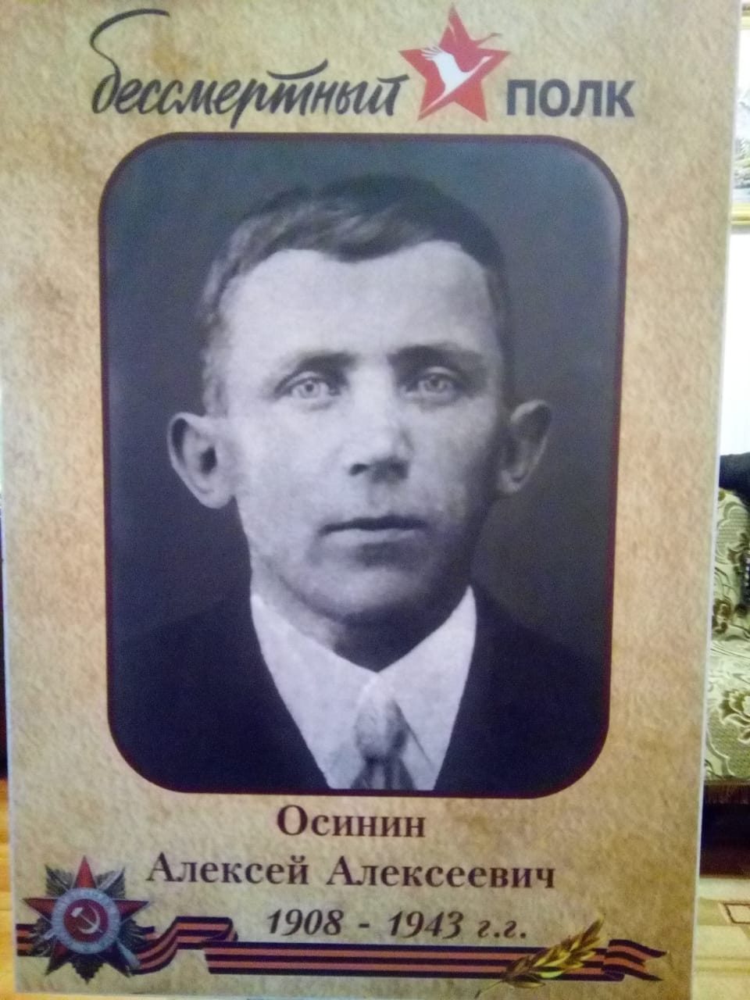 бессмертный ПОЛК
Осинин
Алексей Алексеевич
1908 - 1943 г.г.